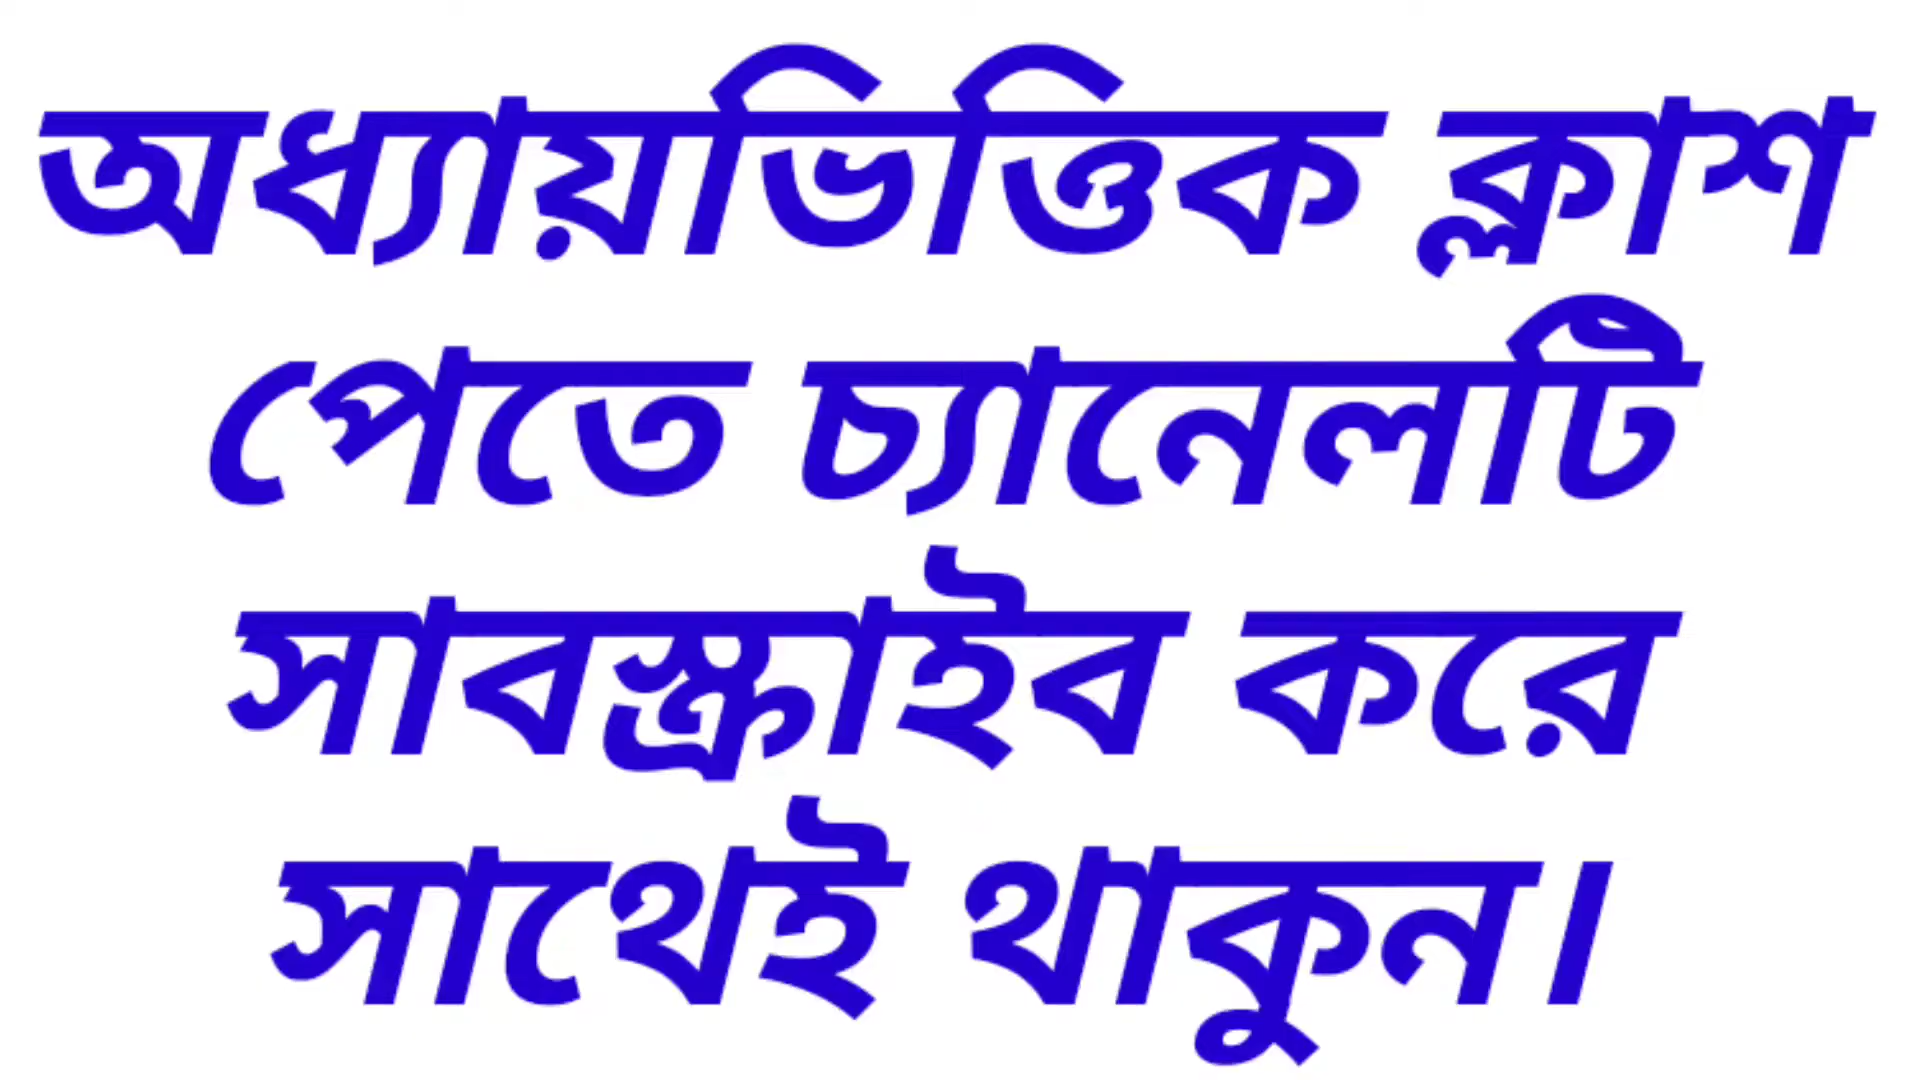 অধ্যায়ভিত্তিক ক্লাশ
পেতে চ্যানেলটি
সাবস্ক্রাইব করে
সাথেই থাকুন।